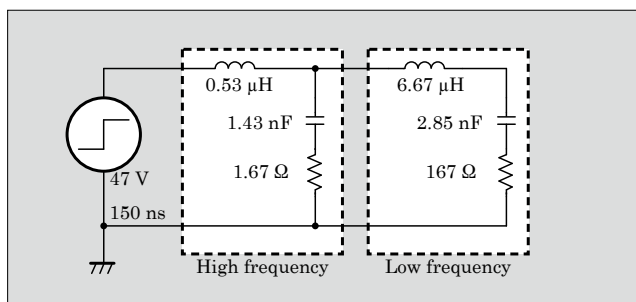 0.53 µH
6.67 µH
1.43 nF
2.85 nF
1.67 Ω
167 Ω
47 V
150 ns
High frequency
Low frequency